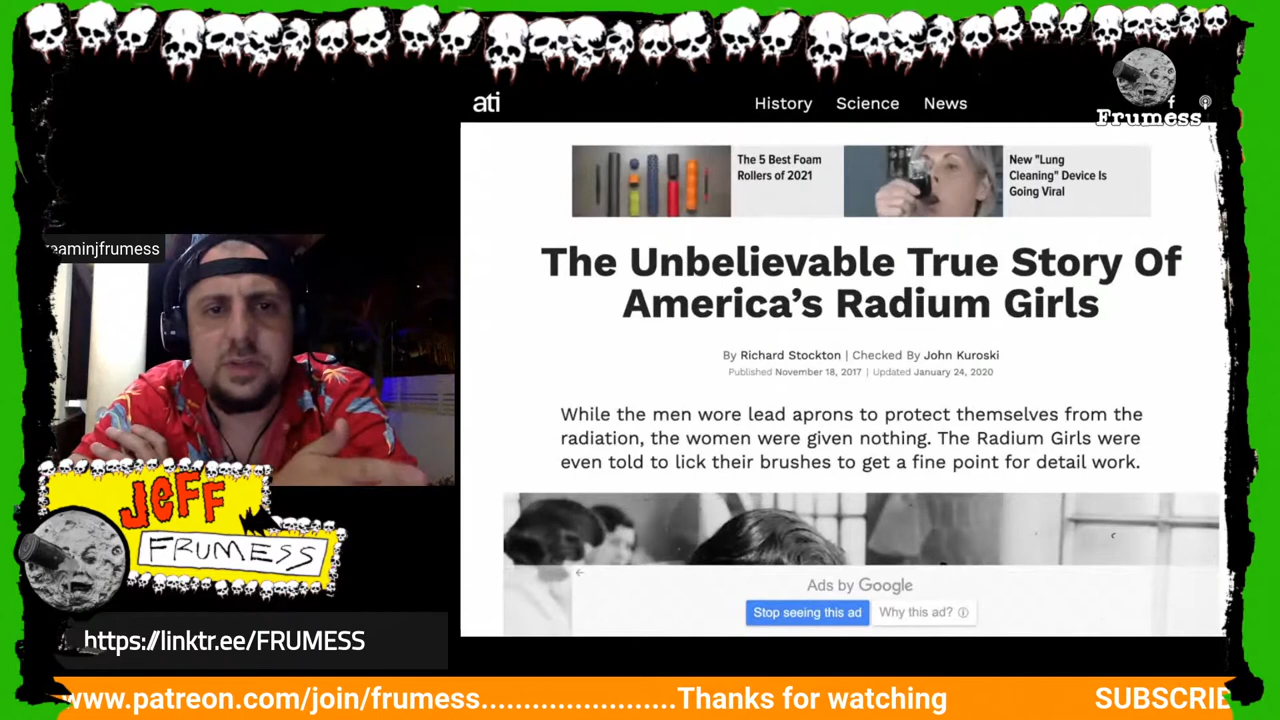 ati
History Science News
Frumess
The 5 Best Foam
Rollers of 2021
New "Lung
Cleaning" Device Is
Going Viral
The Unbelievable True Story Of
America's Radium Girls
By Richard Stockton | Checked By John Kuroski
Published November 18, 2017 | Updated January 24, 2020
While the men wore lead aprons to protect themselves from the
radiation, the women were given nothing. The Radium Girls were
even told to lick their brushes to get a fine point for detail work.
Ads by Google
Stop seeing this ad
Why this ad?
eaminjfrumess
JEFF
FRUMESS
https://linktr.ee/FRUMESS
www.patreon.com/join/frumess......................Thanks for watching SUBSCRIB